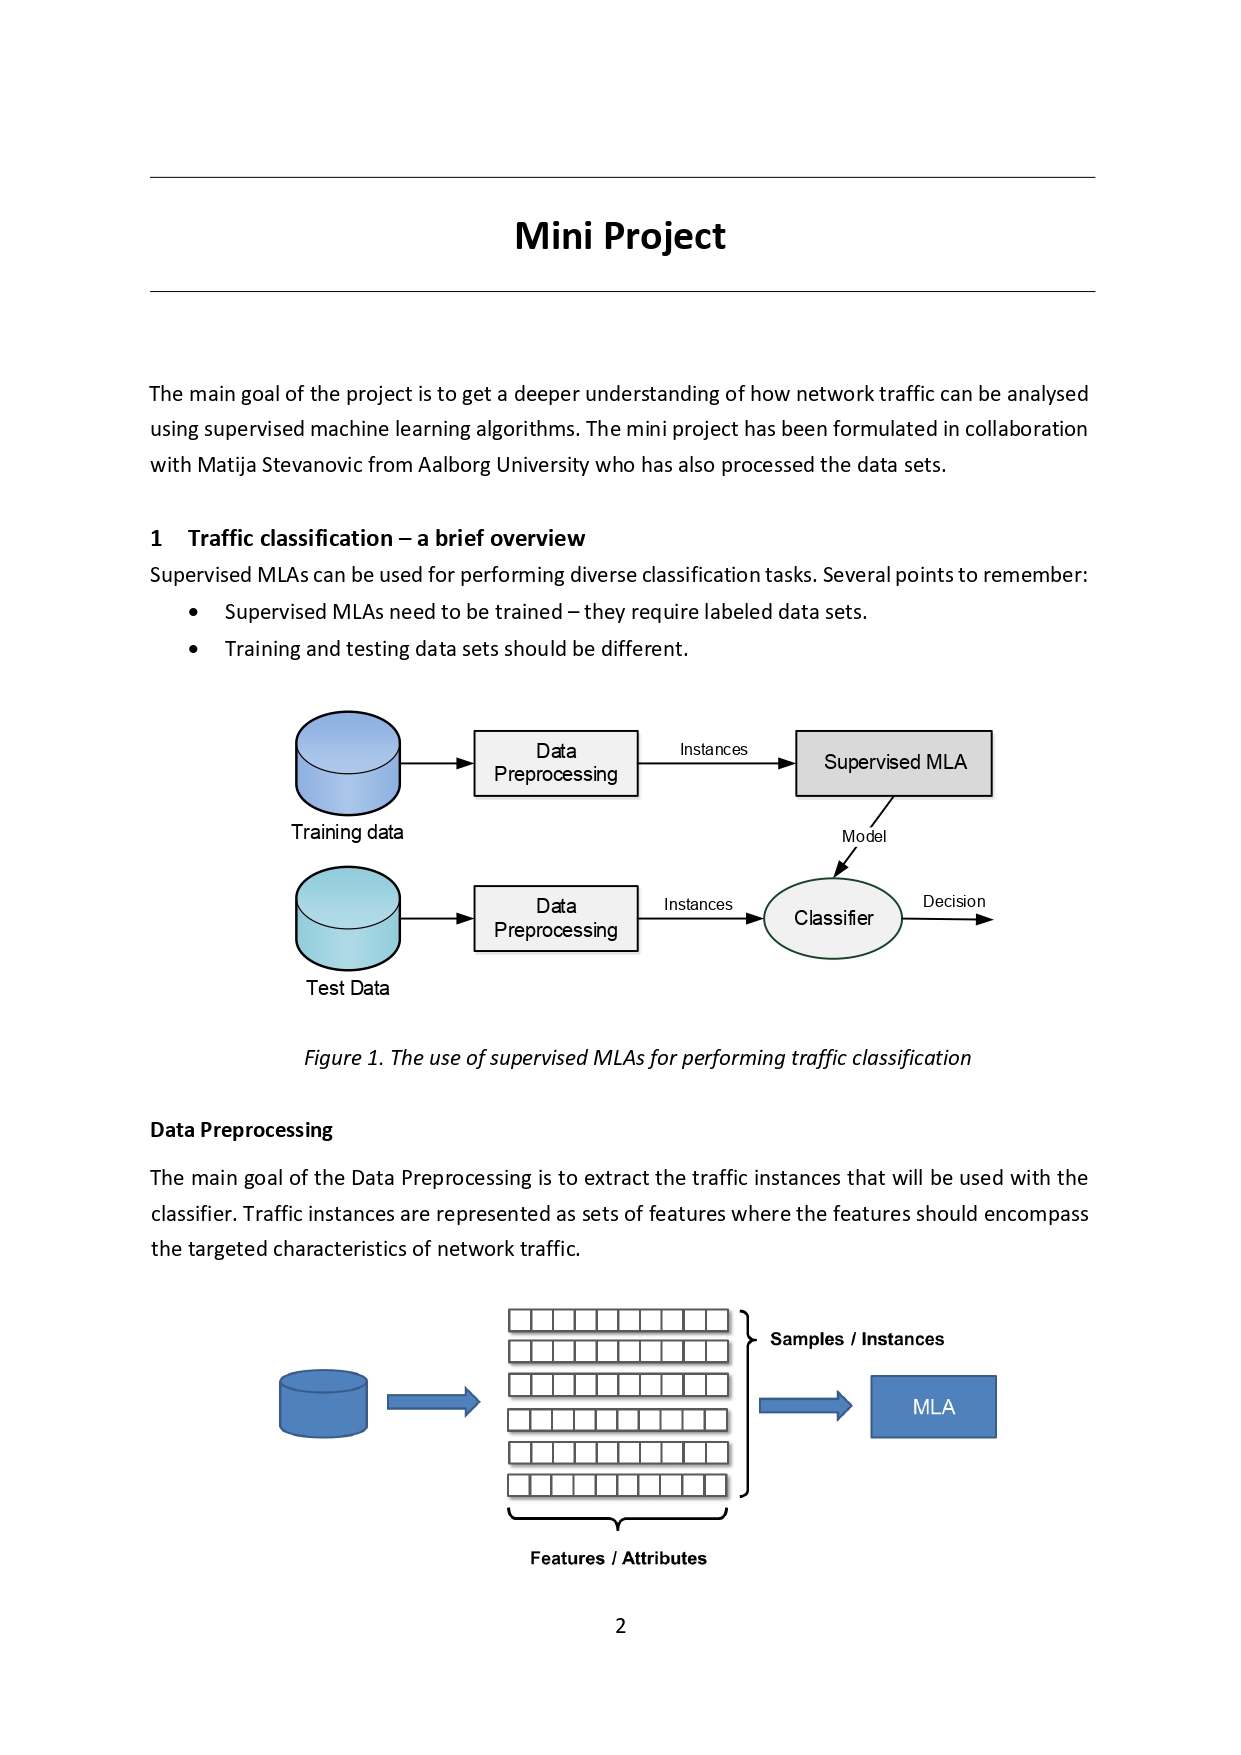 Mini Project
The main goal of the project is to get a deeper understanding of how network traffic can be analysed
using supervised machine learning algorithms. The mini project has been formulated in collaboration
with Matija Stevanovic from Aalborg University who has also processed the data sets.
1 Traffic classification – a brief overview
Supervised MLAs can be used for performing diverse classification tasks. Several points to remember:
• Supervised MLAs need to be trained – they require labeled data sets.
• Training and testing data sets should be different.
Data
Preprocessing
Instances
Supervised MLA
Training data
Model
Data
Preprocessing
Instances
Classifier
Decision
Test Data
Figure 1. The use of supervised MLAs for performing traffic classification
Data Preprocessing
The main goal of the Data Preprocessing is to extract the traffic instances that will be used with the
classifier. Traffic instances are represented as sets of features where the features should encompass
the targeted characteristics of network traffic.
Samples / Instances
MLA
Features / Attributes
2